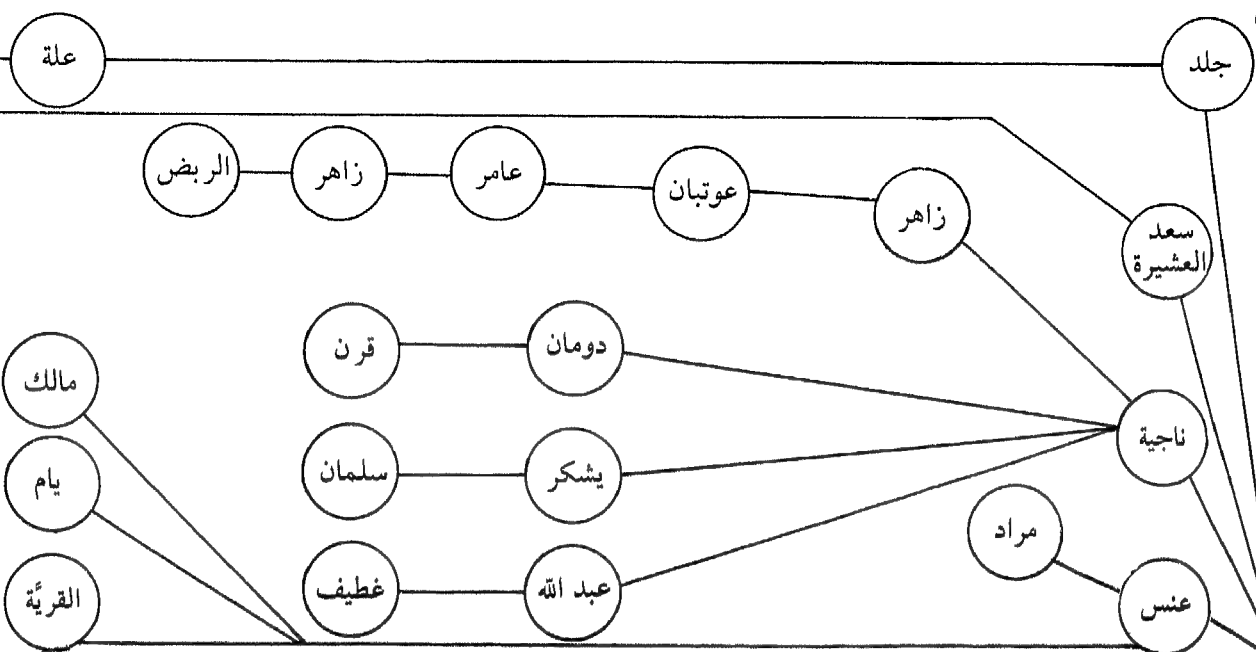 جلد
علة
الربض
زاهر
عامر
عوتبان
زاهر
سعد
العشيرة
قرن
دومان
مالك
ناجية
سلمان
يشكر
يام
مراد
غطيف
عبد الله
القريَّة
عنس